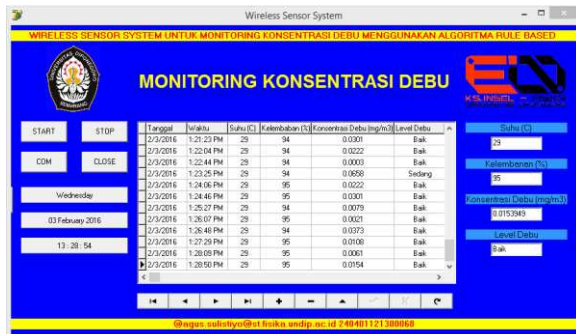 Wireless Sensor System
WIRELESS SENSOR SYSTEM UNTUK MONITORING KONSENTRASI DEBU MENGGUNAKAN ALGORITMA RULE BASED
MONITORING KONSENTRASI DEBU
START STOP
COM CLOSE
Wednesday
03 February 2016
13 : 28 : 54
Tanggal Waktu Suhu (C) Kelembaban (%) Konsentrasi Debu (mg/m3) Level Debu
2/3/2016 1:21:23 PM 29 94 0.0301 Baik
2/3/2016 1:22:04 PM 29 94 0.0222 Baik
2/3/2016 1:22:44 PM 29 94 0.0003 Baik
2/3/2016 1:23:25 PM 29 94 0.0658 Sedang
2/3/2016 1:24:06 PM 29 95 0.0222 Baik
2/3/2016 1:24:46 PM 29 95 0.0301 Baik
2/3/2016 1:25:27 PM 29 94 0.0079 Baik
2/3/2016 1:26:07 PM 29 95 0.0021 Baik
2/3/2016 1:26:48 PM 29 94 0.0373 Baik
2/3/2016 1:27:29 PM 29 95 0.0108 Baik
2/3/2016 1:28:09 PM 29 95 0.0061 Baik
2/3/2016 1:28:50 PM 29 95 0.0154 Baik
Suhu (C)
29
Kelembaban (%)
95
Konsentrasi Debu (mg/m3)
0.0153949
Level Debu
Baik
@agus.sulistiyo@st.fisika.undip.ac.id 240401121300068